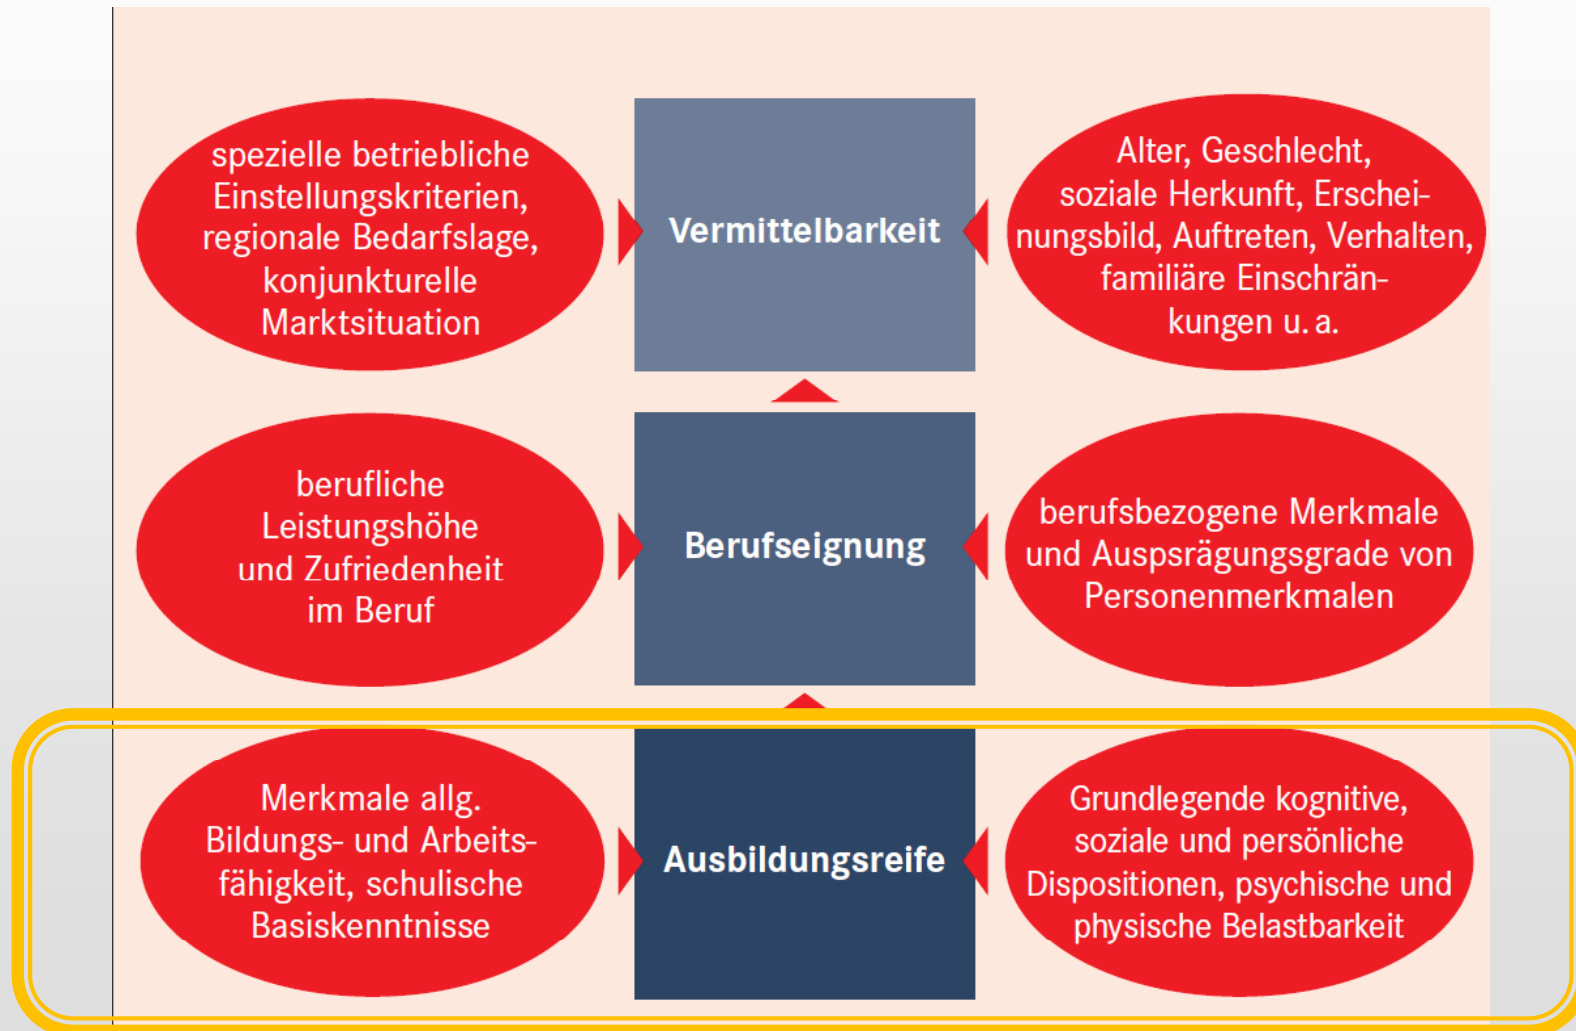 spezielle betriebliche
Einstellungskriterien,
regionale Bedarfslage,
konjunkturelle
Marktsituation
Vermittelbarkeit
Alter, Geschlecht,
soziale Herkunft, Erschei-
nungsbild, Auftreten, Verhalten,
familiäre Einschrän-
kungen u. a.
berufliche
Leistungshöhe
und Zufriedenheit
im Beruf
Berufseignung
berufsbezogene Merkmale
und Auspsrägungsgrade von
Personenmerkmalen
Merkmale allg.
Bildungs- und Arbeits-
fähigkeit, schulische
Basiskenntnisse
Ausbildungsreife
Grundlegende kognitive,
soziale und persönliche
Dispositionen, psychische und
physische Belastbarkeit